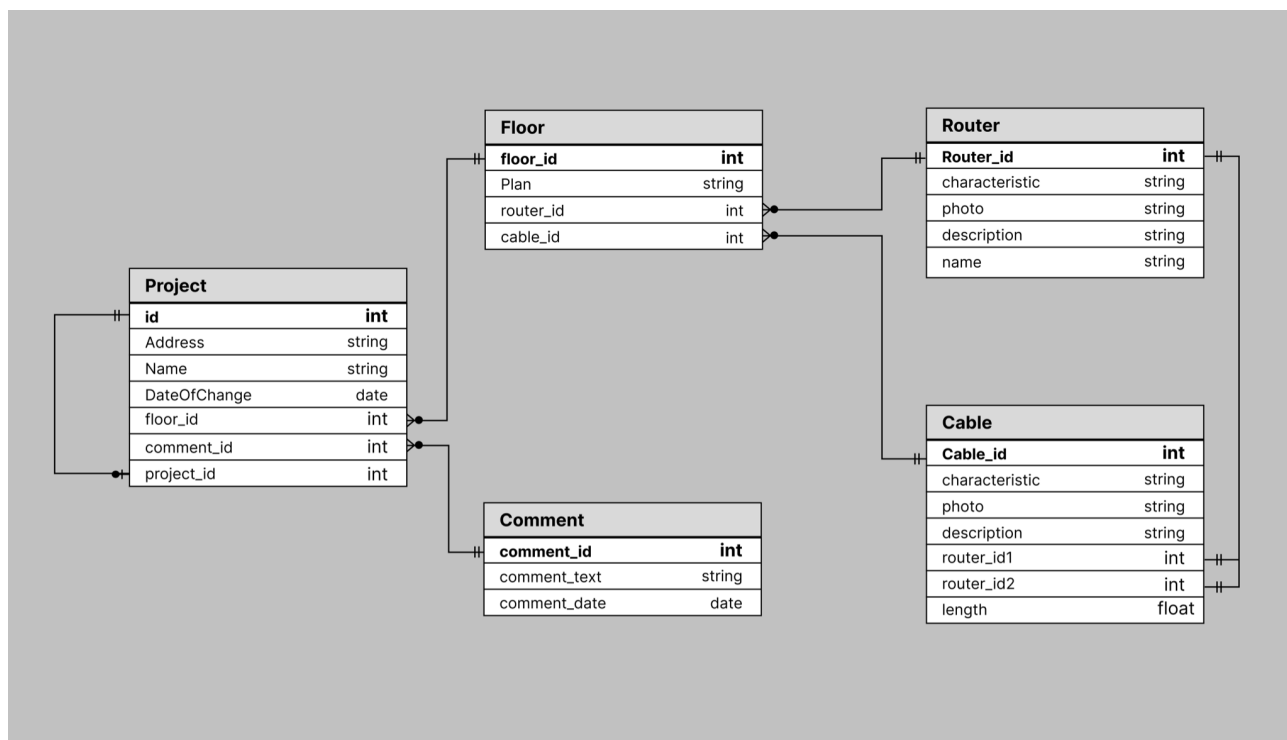 Floor
floor_id int
Plan string
router_id int
cable_id int
Router
Router_id int
characteristic string
photo string
description string
name string
Project
id int
Address string
Name string
DateOfChange date
floor_id int
comment_id int
project_id int
Comment
comment_id int
comment_text string
comment_date date
Cable
Cable_id int
characteristic string
photo string
description string
router_id1 int
router_id2 int
length float